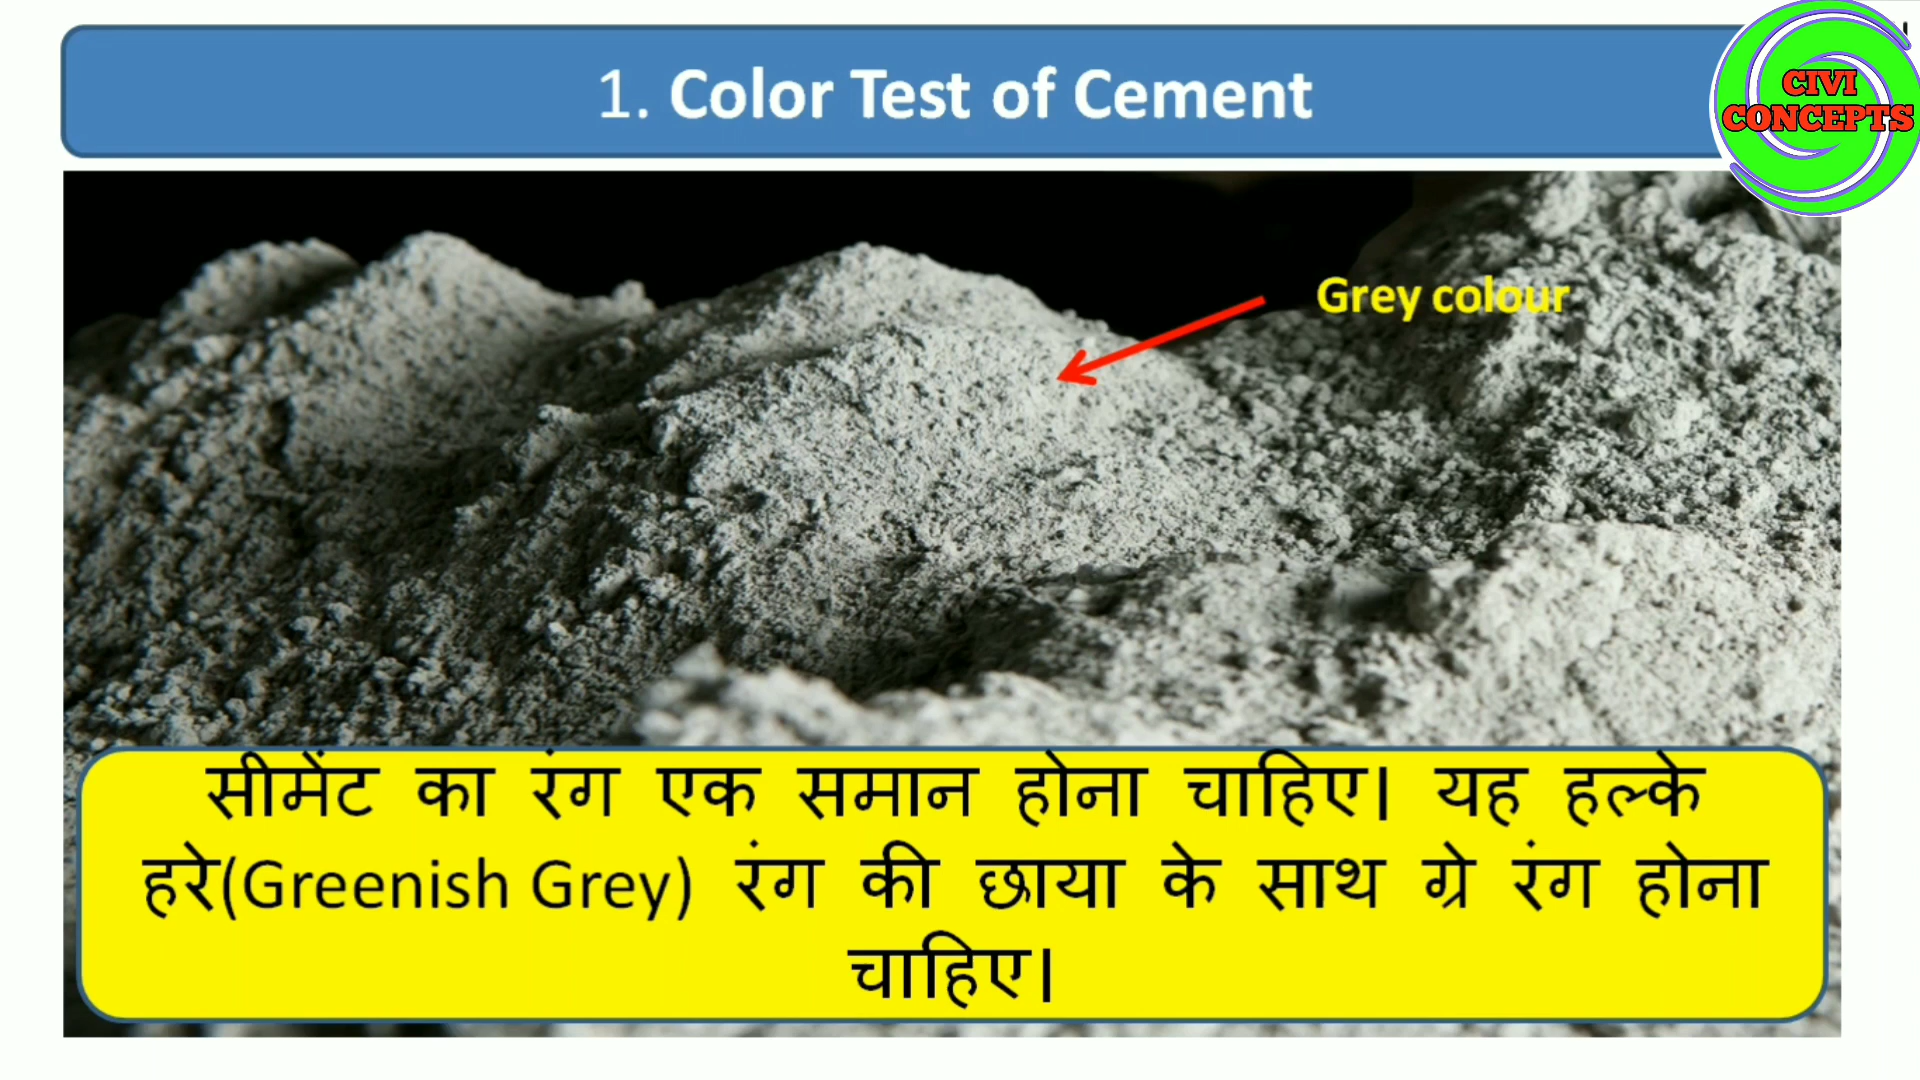 1. Color Test of Cement
CIVI
CONCEPTS
Grey colour
सीमेंट का रंग एक समान होना चाहिए। यह हल्के
हरे(Greenish Grey) रंग की छाया के साथ ग्रे रंग होना
चाहिए।